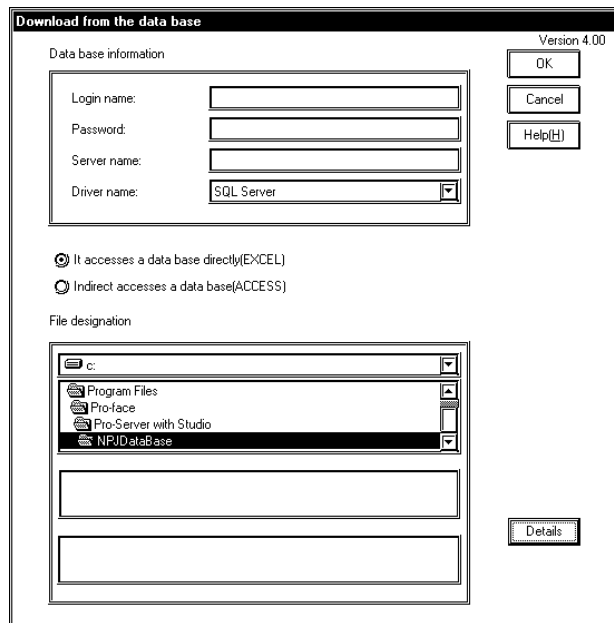 Download from the data base
Version 4.00
Data base information
OK
Login name:
Cancel
Password:
Help(H)
Server name:
Driver name:
SQL Server
It accesses a data base directly(EXCEL)
Indirect accesses a data base(ACCESS)
File designation
c:
Program Files
Pro-face
Pro-Server with Studio
NPJDataBase
Details